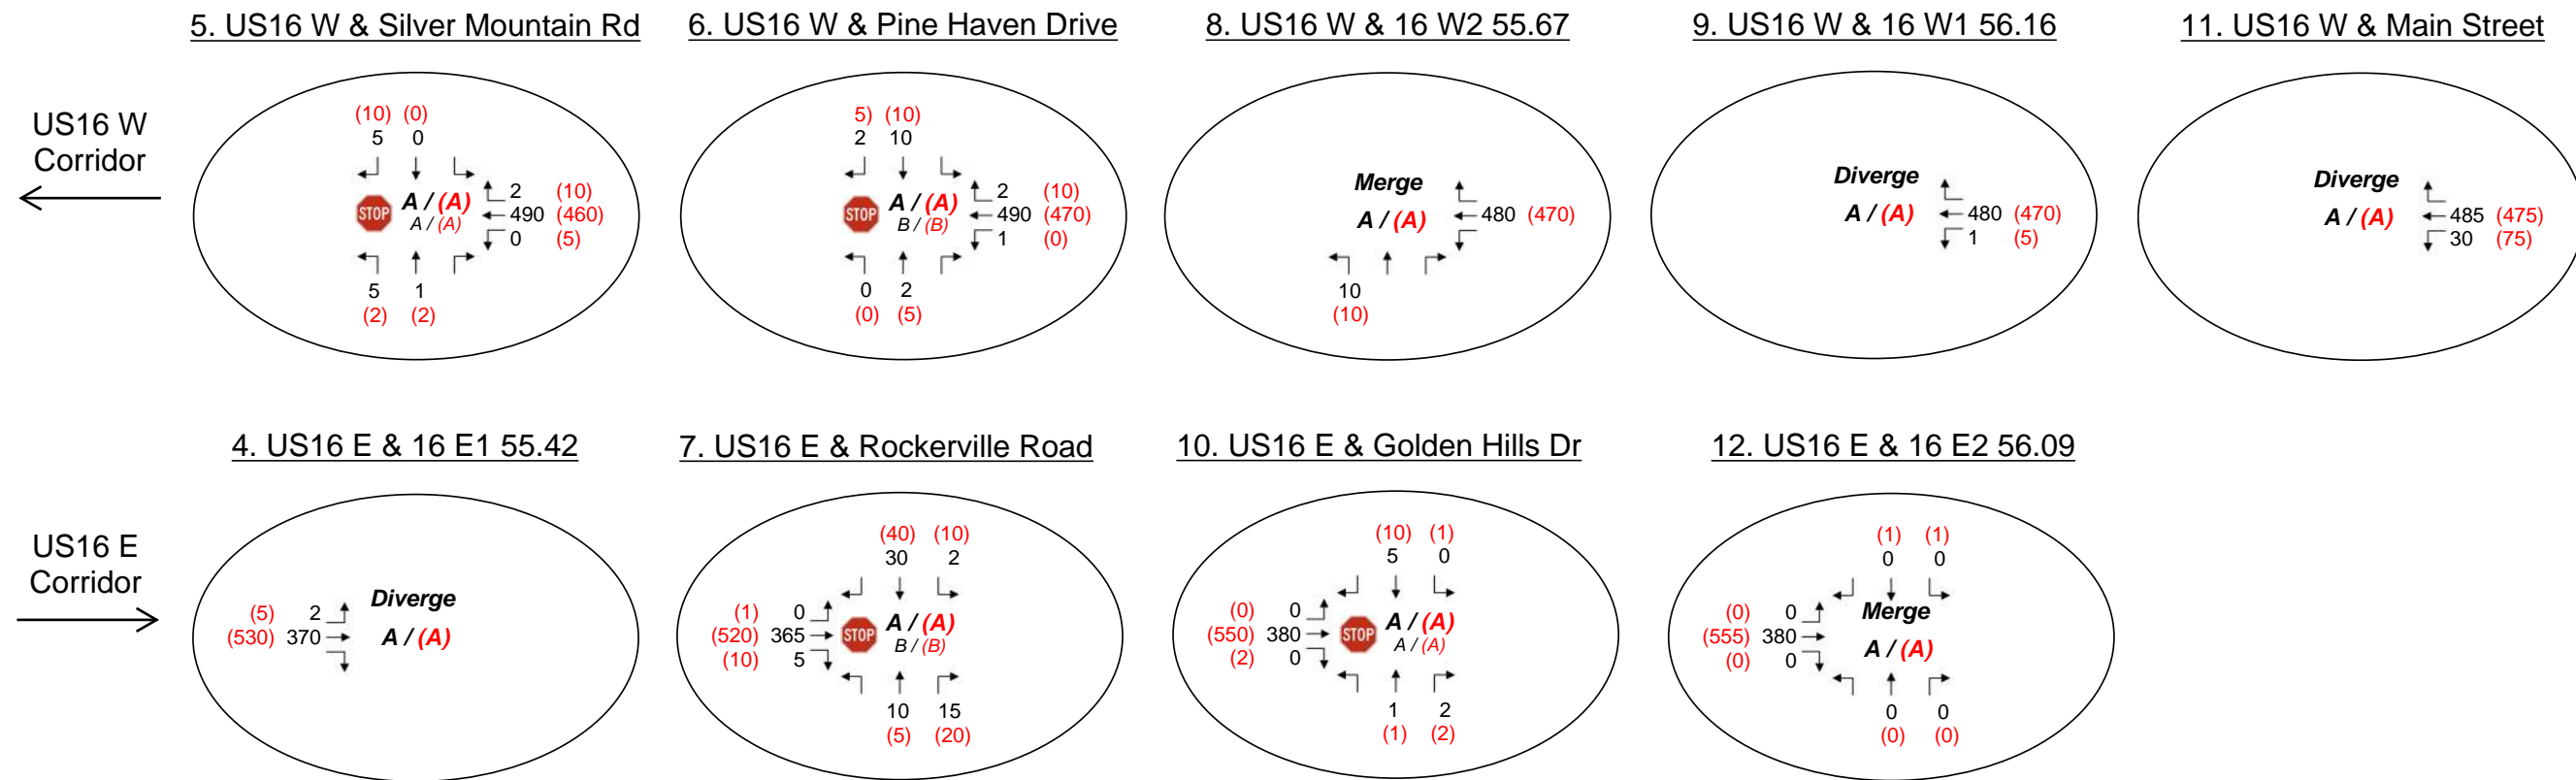 5. US16 W & Silver Mountain Rd
6. US16 W & Pine Haven Drive
8. US16 W & 16 W2 55.67
9. US16 W & 16 W1 56.16
11. US16 W & Main Street
US16 W
Corridor
(10) (0)
5 0
STOP
A / (A)
A / (A)
2 (10)
490 (460)
0 (5)
5 1
(2) (2)
5) (10)
2 10
STOP
A / (A)
B / (B)
2 (10)
490 (470)
1 (0)
0 2
(0) (5)
Merge
A / (A)
480 (470)
10
(10)
Diverge
A / (A)
480 (470)
1 (5)
Diverge
A / (A)
485 (475)
30 (75)
4. US16 E & 16 E1 55.42
7. US16 E & Rockerville Road
10. US16 E & Golden Hills Dr
12. US16 E & 16 E2 56.09
US16 E
Corridor
(5) 2
(530) 370
Diverge
A / (A)
(40) (10)
30 2
(1) 0
(520) 365
(10) 5
STOP
A / (A)
B / (B)
10 15
(5) (20)
(10) (1)
5 0
(0) 0
(550) 380
(2) 0
STOP
A / (A)
A / (A)
1 2
(1) (2)
(1) (1)
0 0
(0) 0
(555) 380
(0) 0
Merge
A / (A)
0 0
(0) (0)